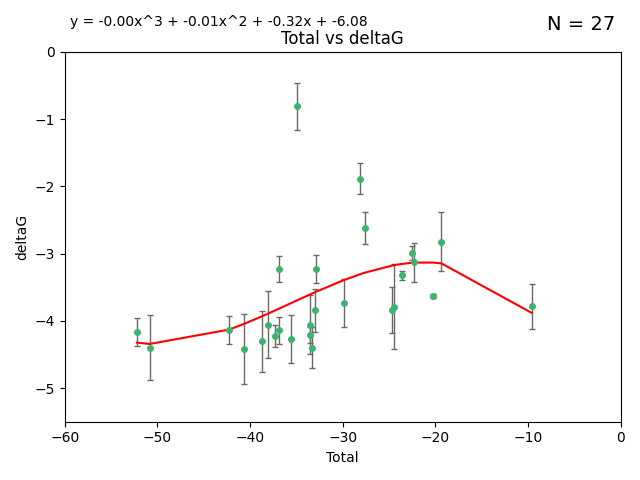 y = -0.00x^3 + -0.01x^2 + -0.32x + -6.08
N = 27
Total vs deltaG
0
−1
−2
−3
−4
−5
deltaG
−60 −50 −40 −30 −20 −10 0
Total